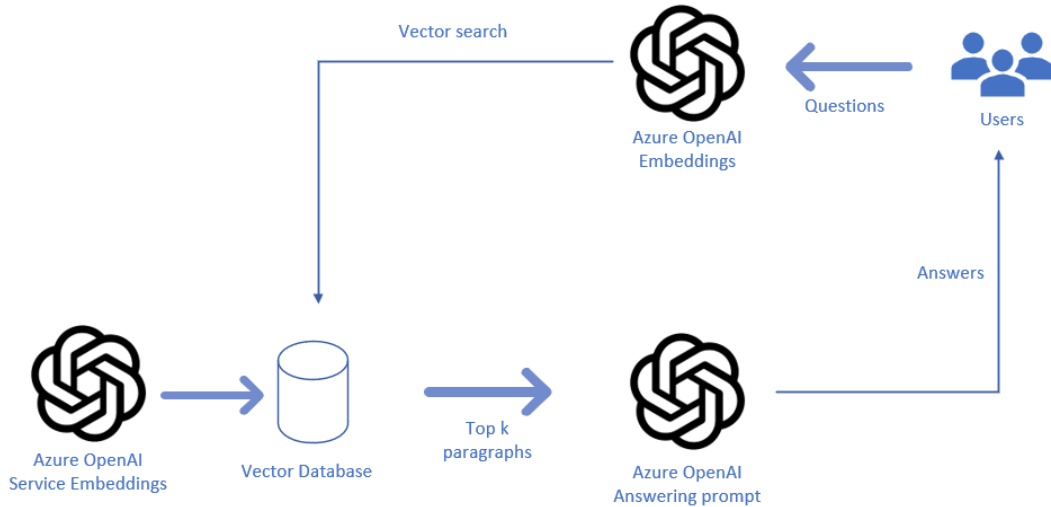 Vector search
Azure OpenAI
Embeddings
Questions
Users
Answers
Azure OpenAI
Service Embeddings
Vector Database
Top k
paragraphs
Azure OpenAI
Answering prompt